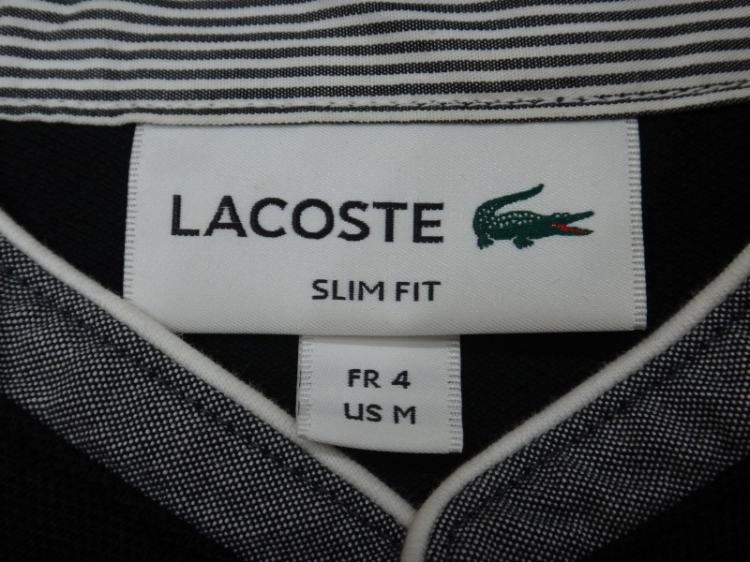 LACOSTE
SLIM FIT
FR 4
US M